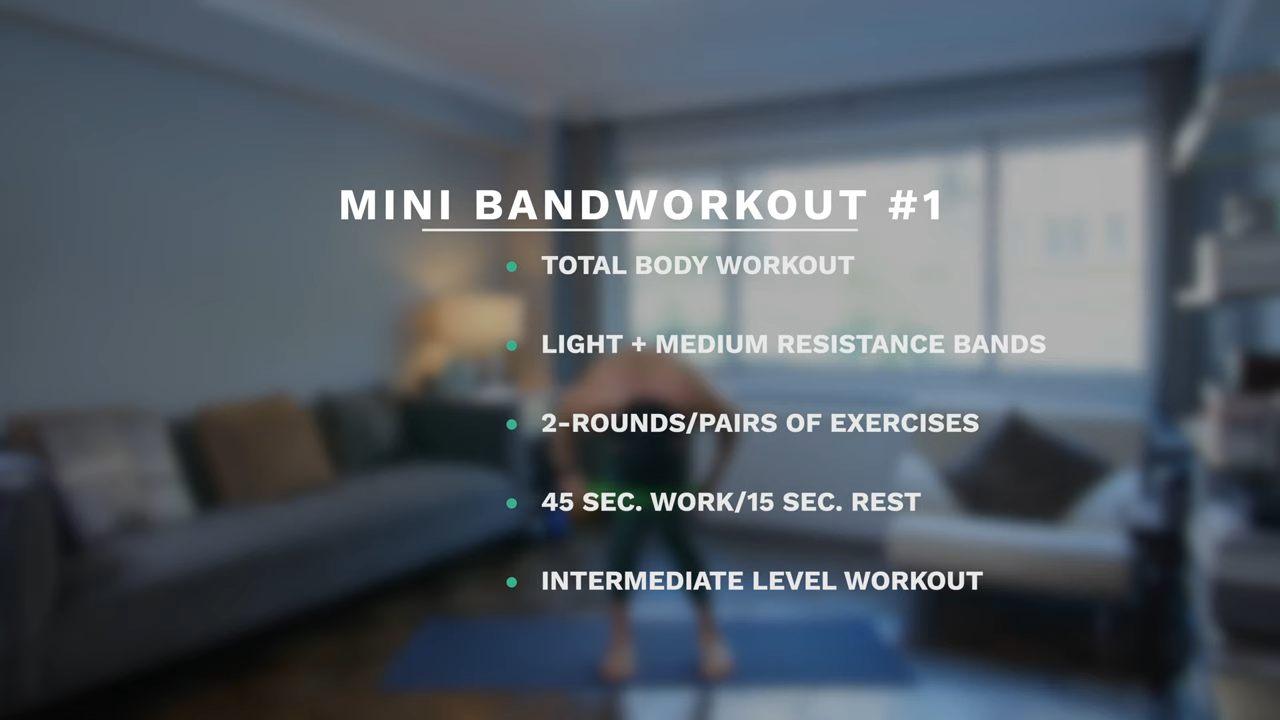 MINI BANDWORKOUT #1
TOTAL BODY WORKOUT
LIGHT + MEDIUM RESISTANCE BANDS
2-ROUNDS/PAIRS OF EXERCISES
45 SEC. WORK/15 SEC. REST
INTERMEDIATE LEVEL WORKOUT